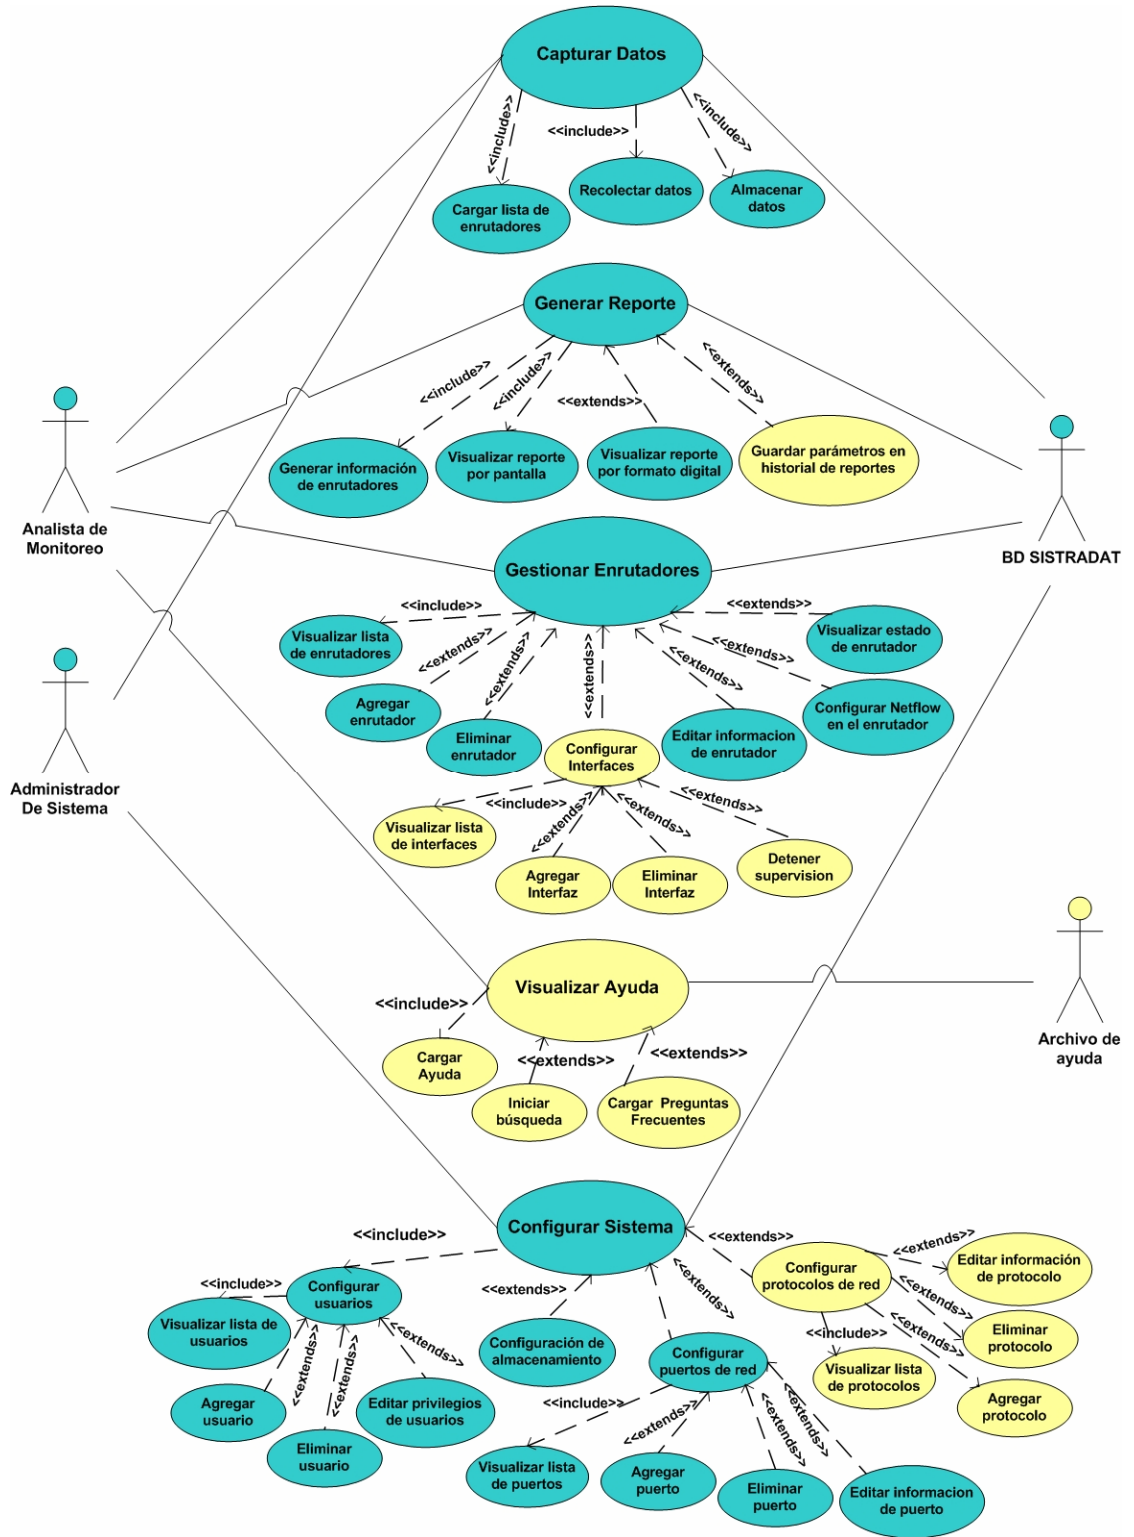 Capturar Datos
<<include>>
<<include>>
<<include>>
Cargar lista de
enrutadores
Recolectar datos
Almacenar
datos
Generar Reporte
<<include>>
<<include>>
<<extends>>
<<extends>>
Generar información
de enrutadores
Visualizar reporte
por pantalla
Visualizar reporte
por formato digital
Guardar parámetros en
historial de reportes
Analista de
Monitoreo
BD SISTRADAT
Gestionar Enrutadores
<<include>>
<<extends>>
<<extends>>
<<extends>>
<<extends>>
<<extends>>
<<extends>>
Visualizar lista
de enrutadores
Agregar
enrutador
Eliminar
enrutador
Configurar
Interfaces
Editar informacion
de enrutador
Configurar Netflow
en el enrutador
Visualizar estado
de enrutador
Administrador
De Sistema
<<include>>
<<extends>>
<<extends>>
<<extends>>
Visualizar lista
de interfaces
Agregar
Interfaz
Eliminar
Interfaz
Detener
supervision
Visualizar Ayuda
<<include>>
<<extends>>
<<extends>>
Cargar
Ayuda
Iniciar
búsqueda
Cargar Preguntas
Frecuentes
Archivo de
ayuda
Configurar Sistema
<<include>>
<<extends>>
<<extends>>
<<extends>>
Configurar
usuarios
<<include>>
<<extends>>
<<extends>>
<<extends>>
Visualizar lista de
usuarios
Agregar
usuario
Eliminar
usuario
Editar privilegios
de usuarios
Configuración de
almacenamiento
Configurar
puertos de red
<<include>>
<<extends>>
<<extends>>
<<extends>>
Visualizar lista
de puertos
Agregar
puerto
Eliminar
puerto
Editar informacion
de puerto
Configurar
protocolos de red
<<extends>>
<<extends>>
<<extends>>
<<include>>
Editar información
de protocolo
Eliminar
protocolo
Agregar
protocolo
Visualizar lista
de protocolos